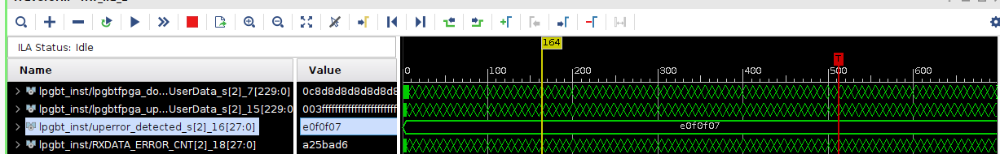 ILA Status: Idle
Name Value
164
T
0 100 200 300 400 500 600
lpgbt_inst/lpgbtfpga_do...UserData_s[2]_7[229:0] 0c8d8d8d8d8d8d8
lpgbt_inst/lpgbtfpga_up...UserData_s[2]_15[229:0 003fffffffffffffffffffff
lpgbt_inst/uperror_detected_s[2]_16[27:0] e0f0f07 e0f0f07
lpgbt_inst/RXDATA_ERROR_CNT[2]_18[27:0] a25bad6